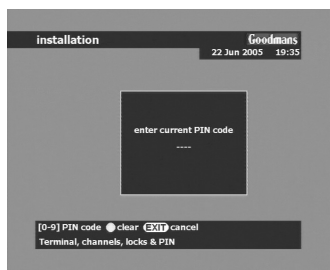 installation
Goodmans
22 Jun 2005 19:35
enter current PIN code
----
[0-9] PIN code clear EXIT cancel
Terminal, channels, locks & PIN